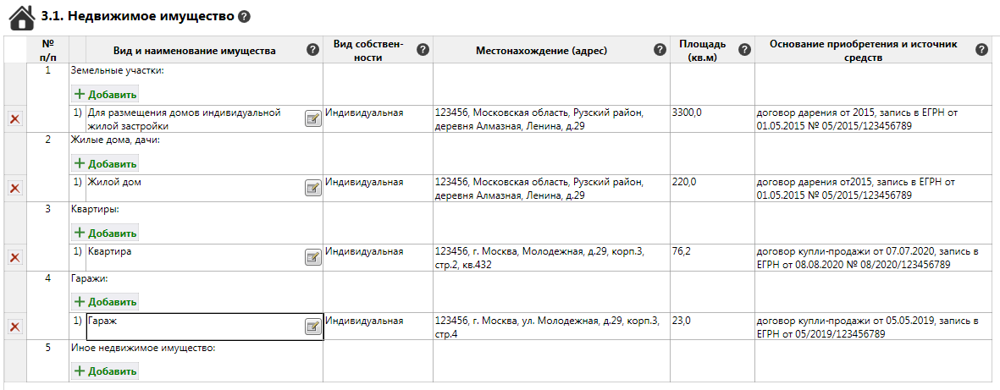 3.1. Недвижимое имущество ?
№ п/п
Вид и наименование имущества ?
Вид собствен-
ности ?
Местонахождение (адрес) ?
Площадь
(кв.м) ?
Основание приобретения и источник
средств ?
1 Земельные участки:
+ Добавить
1) Для размещения домов индивидуальной
жилой застройки
Индивидуальная
123456, Московская область, Рузский район,
деревня Алмазная, Ленина, д.29
3300,0
договор дарения от 2015, запись в ЕГРН от
01.05.2015 № 05/2015/123456789
2 Жилые дома, дачи:
+ Добавить
1) Жилой дом
Индивидуальная
123456, Московская область, Рузский район,
деревня Алмазная, Ленина, д.29
220,0
договор дарения от2015, запись в ЕГРН от
01.05.2015 № 05/2015/123456789
3 Квартиры:
+ Добавить
1) Квартира
Индивидуальная
123456, г. Москва, Молодежная, д.29, корп.3,
стр.2, кв.432
76,2
договор купли-продажи от 07.07.2020, запись в
ЕГРН от 08.08.2020 № 08/2020/123456789
4 Гаражи:
+ Добавить
1) Гараж
Индивидуальная
123456, г. Москва, ул. Молодежная, д.29, корп.3,
стр.4
23,0
договор купли-продажи от 05.05.2019, запись в
ЕГРН от 05/2019/123456789
5 Иное недвижимое имущество:
+ Добавить